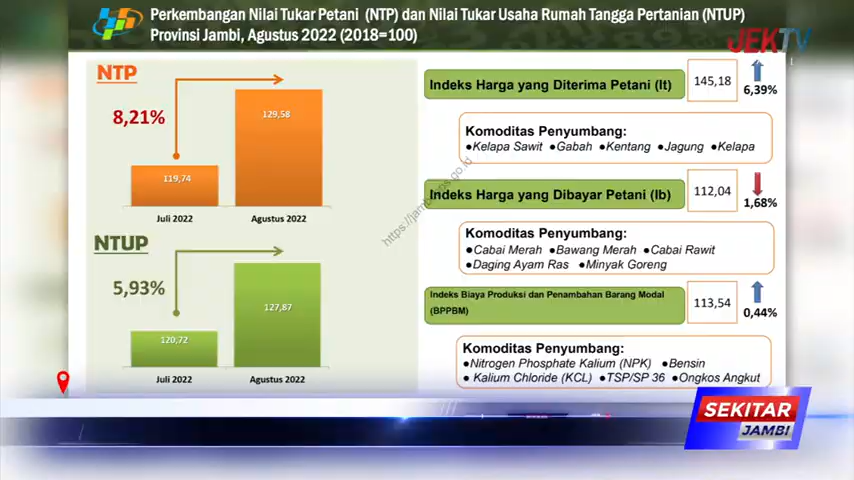 Perkembangan Nilai Tukar Petani (NTP) dan Nilai Tukar Usaha Rumah Tangga Pertanian (NTUP)
Provinsi Jambi, Agustus 2022 (2018=100)
JEKTV
NTP
8,21%
129,58
119,74
Juli 2022
Agustus 2022
NTUP
5,93%
127,87
120,72
Juli 2022
Agustus 2022
Indeks Harga yang Diterima Petani (It)
145,18
6,39%
Komoditas Penyumbang:
•Kelapa Sawit •Gabah •Kentang •Jagung •Kelapa
Indeks Harga yang Dibayar Petani (Ib)
112,04
1,68%
Komoditas Penyumbang:
•Cabai Merah •Bawang Merah •Cabai Rawit
•Daging Ayam Ras •Minyak Goreng
Indeks Biaya Produksi dan Penambahan Barang Modal
(BPPBM)
113,54
0,44%
Komoditas Penyumbang:
•Nitrogen Phosphate Kalium (NPK) •Bensin
• Kalium Chloride (KCL) •TSP/SP 36 •Ongkos Angkut
SEKITAR
JAMBI